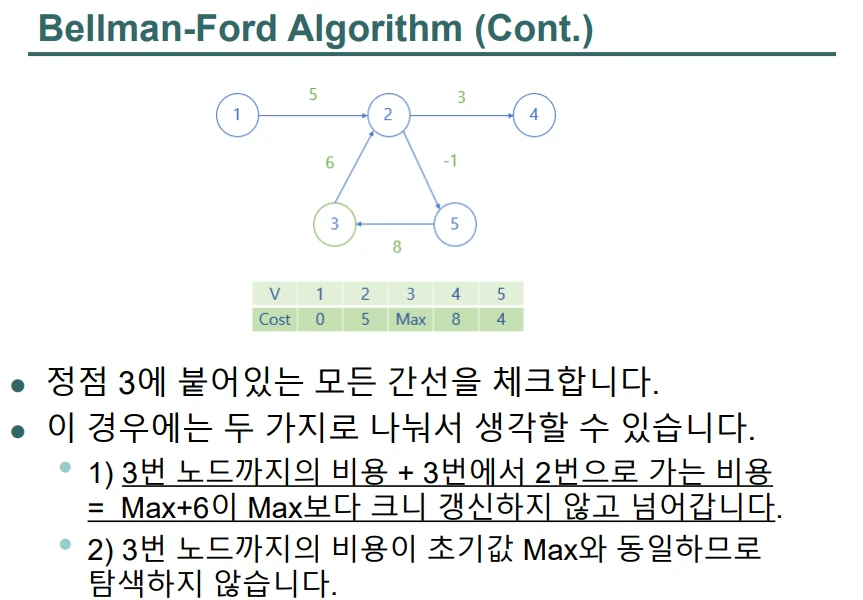 Bellman-Ford Algorithm (Cont.)
5
3
1
2
4
6
-1
3
5
8
V 1 2 3 4 5
Cost 0 5 Max 8 4
● 정점 3에 붙어있는 모든 간선을 체크합니다.
● 이 경우에는 두 가지로 나눠서 생각할 수 있습니다.
● 1) 3번 노드까지의 비용 + 3번에서 2번으로 가는 비용
= Max+6이 Max보다 크니 갱신하지 않고 넘어갑니다.
● 2) 3번 노드까지의 비용이 초기값 Max와 동일하므로
탐색하지 않습니다.